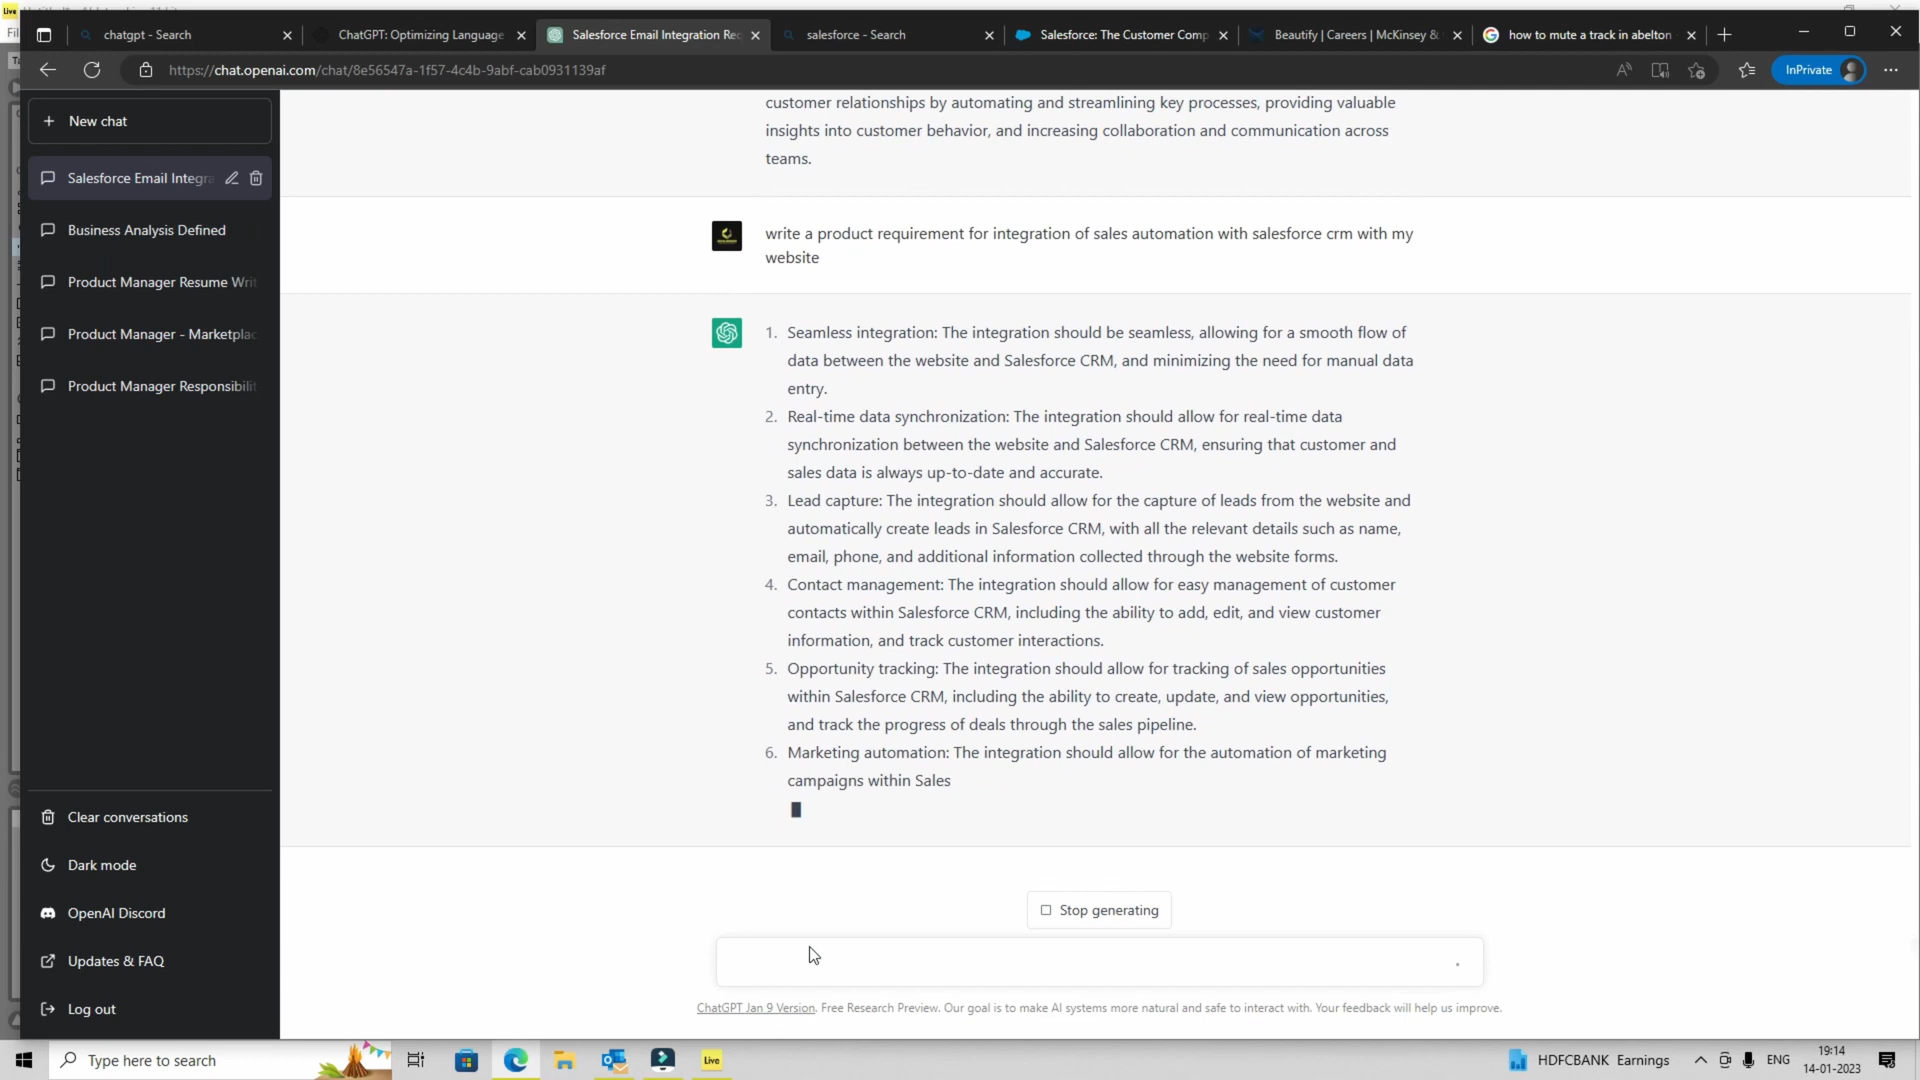 Live
chatgpt - Search
ChatGPT: Optimizing Language
Salesforce Email Integration Rec
salesforce - Search
Salesforce: The Customer Comp
Beautify | Careers | McKinsey &
how to mute a track in abelton
https://chat.openai.com/chat/8e56547a-1f57-4c4b-9abf-cab0931139af
InPrivate
New chat
Salesforce Email Integra
Business Analysis Defined
Product Manager Resume Writ
Product Manager - Marketplac
Product Manager Responsibilit
Clear conversations
Dark mode
OpenAI Discord
Updates & FAQ
Log out
customer relationships by automating and streamlining key processes, providing valuable
insights into customer behavior, and increasing collaboration and communication across
teams.
write a product requirement for integration of sales automation with salesforce crm with my
website
1. Seamless integration: The integration should be seamless, allowing for a smooth flow of
data between the website and Salesforce CRM, and minimizing the need for manual data
entry.
2. Real-time data synchronization: The integration should allow for real-time data
synchronization between the website and Salesforce CRM, ensuring that customer and
sales data is always up-to-date and accurate.
3. Lead capture: The integration should allow for the capture of leads from the website and
automatically create leads in Salesforce CRM, with all the relevant details such as name,
email, phone, and additional information collected through the website forms.
4. Contact management: The integration should allow for easy management of customer
contacts within Salesforce CRM, including the ability to add, edit, and view customer
information, and track customer interactions.
5. Opportunity tracking: The integration should allow for tracking of sales opportunities
within Salesforce CRM, including the ability to create, update, and view opportunities,
and track the progress of deals through the sales pipeline.
6. Marketing automation: The integration should allow for the automation of marketing
campaigns within Sales
Stop generating
ChatGPT Jan 9 Version. Free Research Preview. Our goal is to make AI systems more natural and safe to interact with. Your feedback will help us improve.
Type here to search
Live
HDFCBANK Earnings
ENG
19:14
14-01-2023